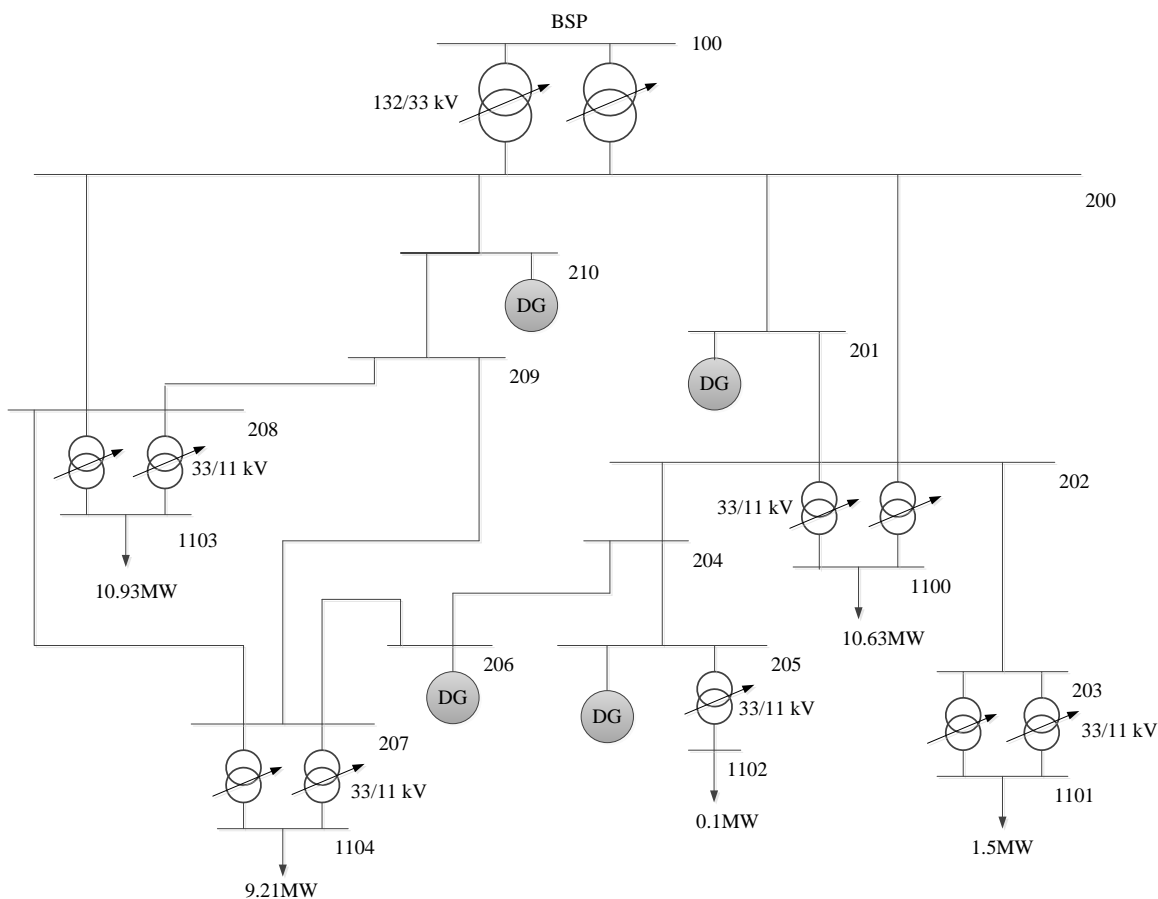 BSP
100
132/33 kV
200
210
DG
201
209
DG
208
33/11 kV
202
33/11 kV
1103
204
1100
10.93MW
10.63MW
206
205
203
DG
DG
33/11 kV
33/11 kV
207
1102
33/11 kV
1101
0.1MW
1104
1.5MW
9.21MW